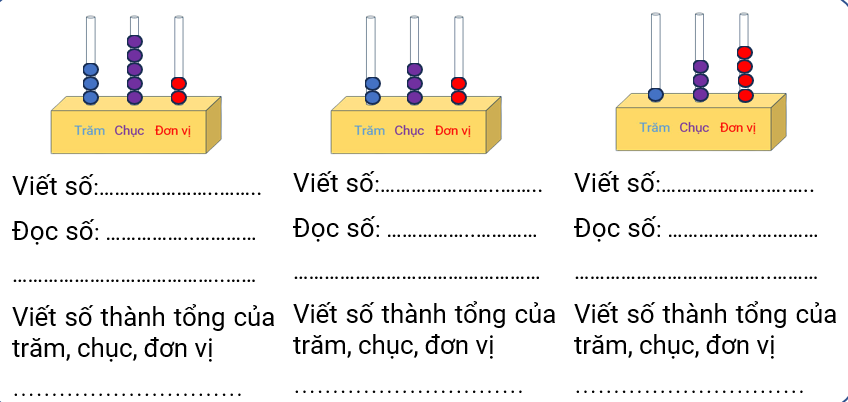 Trăm Chục Đơn vị
Viết số:……………………..……..
Đọc số: ……………..…………
………………………………..……
Viết số thành tổng của
trăm, chục, đơn vị
…………………………
Trăm Chục Đơn vị
Viết số:……………………..……..
Đọc số: ……………..…………
……………………………………
Viết số thành tổng của
trăm, chục, đơn vị
…………………………
Trăm Chục Đơn vị
Viết số:…………………..…..…..
Đọc số: ……………..…………
………………………………..………
Viết số thành tổng của
trăm, chục, đơn vị
…………………………